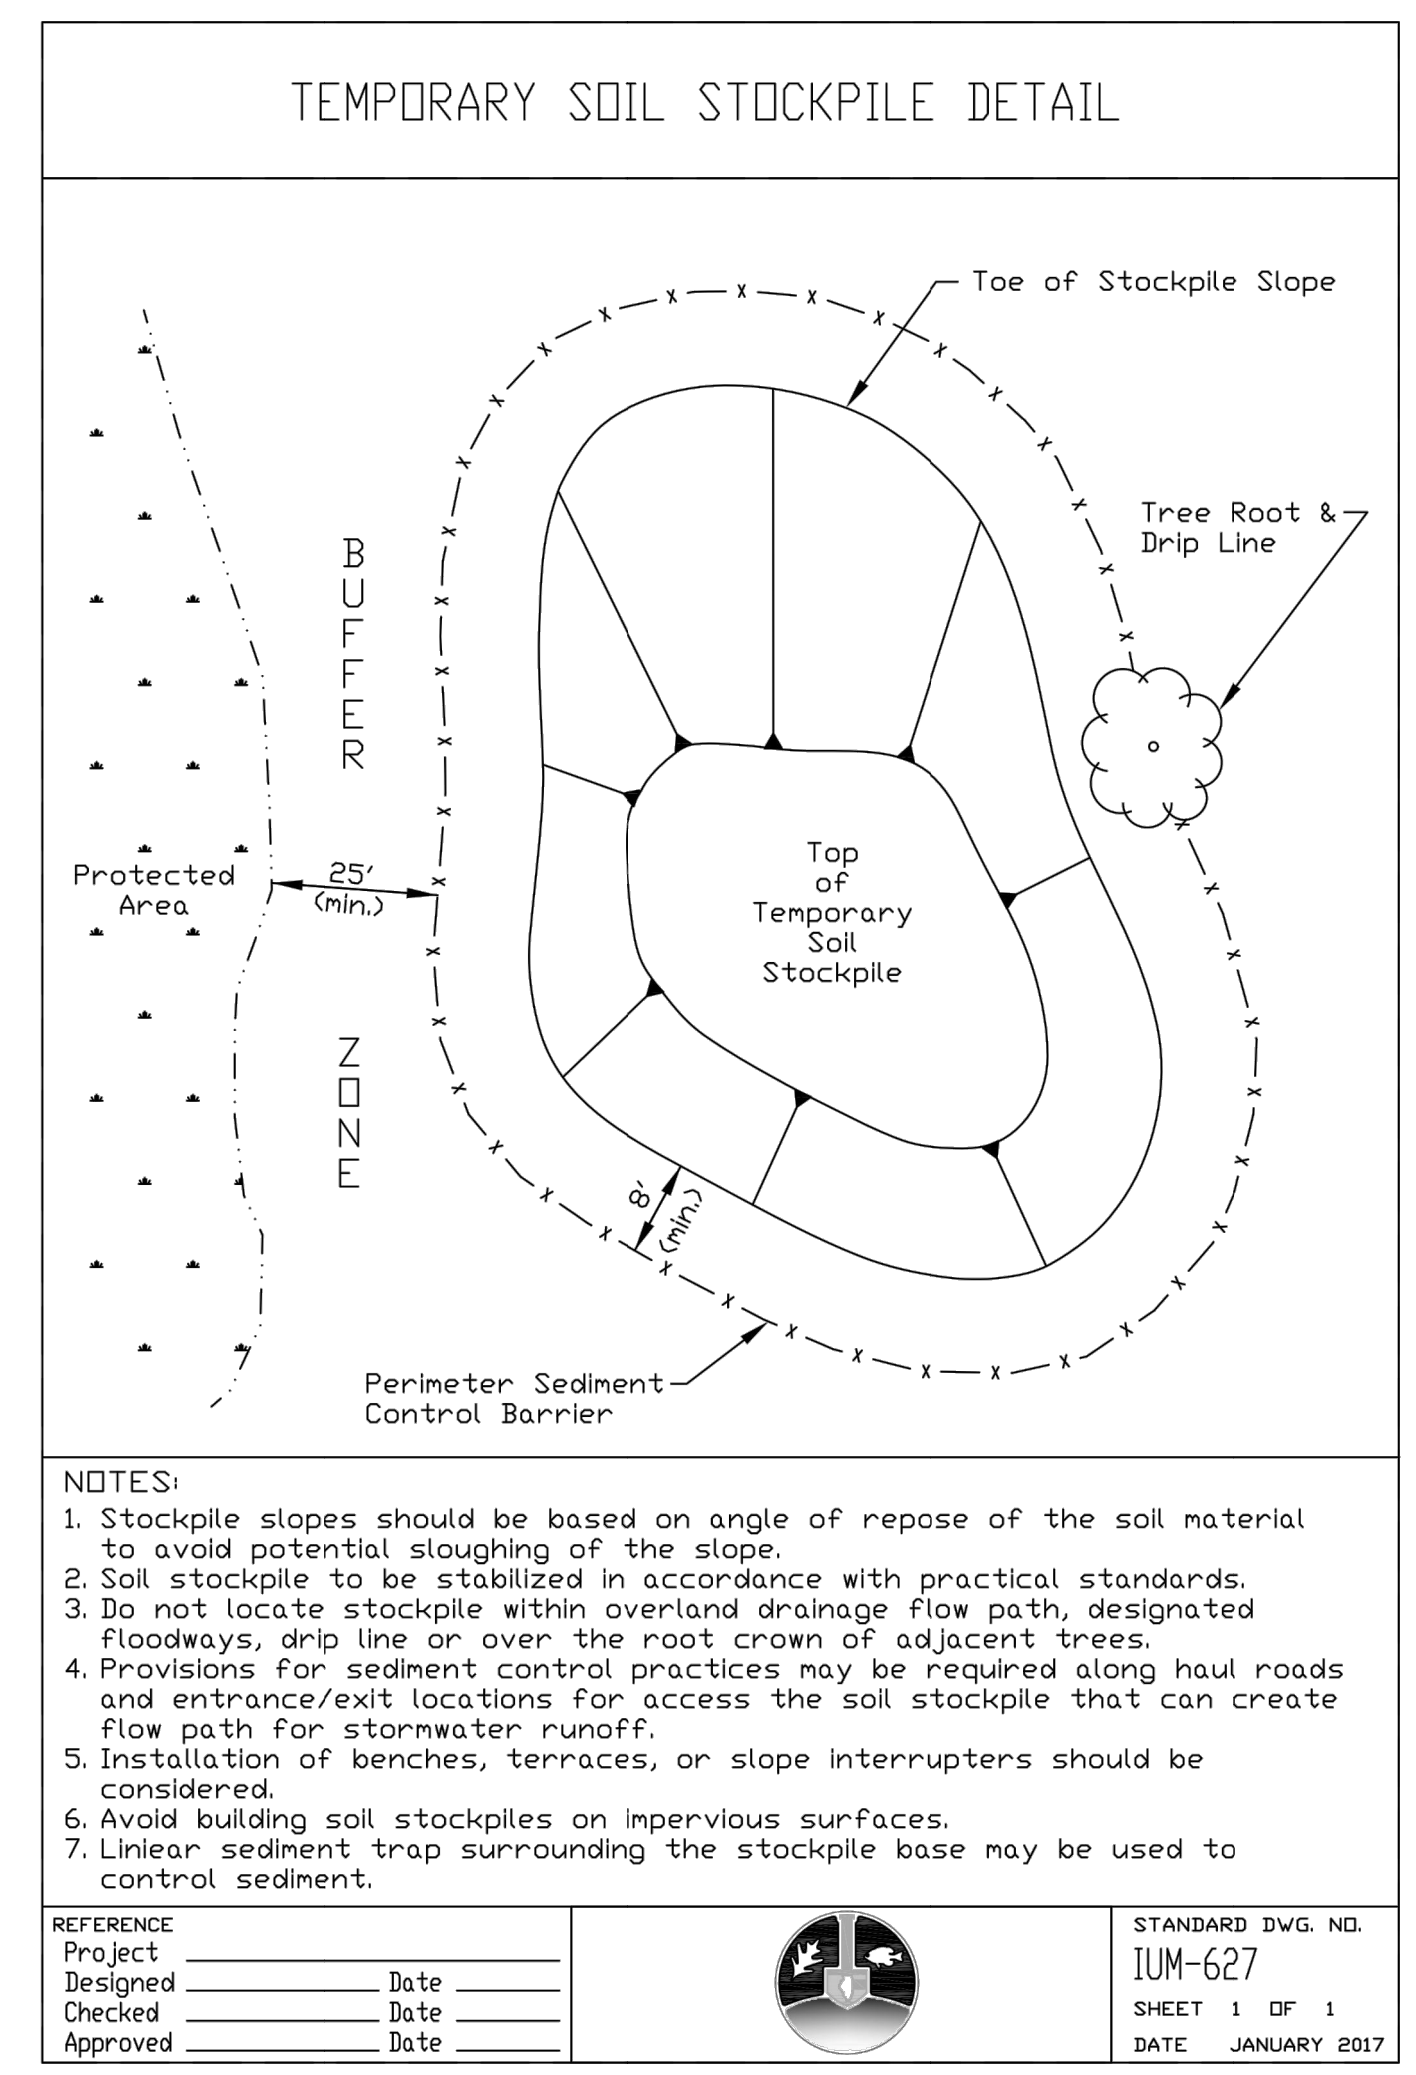 TEMPORARY SOIL STOCKPILE DETAIL
Toe of Stockpile Slope
Tree Root &
Drip Line
BUFFER
Protected
Area
25'
(min.)
Top
of
Temporary
Soil
Stockpile
ZONE
8'
(min.)
Perimeter Sediment
Control Barrier
NOTES:
1. Stockpile slopes should be based on angle of repose of the soil material
to avoid potential sloughing of the slope.
2. Soil stockpile to be stabilized in accordance with practical standards.
3. Do not locate stockpile within overland drainage flow path, designated
floodways, drip line or over the root crown of adjacent trees.
4. Provisions for sediment control practices may be required along haul roads
and entrance/exit locations for access the soil stockpile that can create
flow path for stormwater runoff.
5. Installation of benches, terraces, or slope interrupters should be
considered.
6. Avoid building soil stockpiles on impervious surfaces.
7. Liniear sediment trap surrounding the stockpile base may be used to
control sediment.
REFERENCE
Project
Designed Date
Checked Date
Approved Date
STANDARD DWG. NO.
IUM-627
SHEET 1 OF 1
DATE JANUARY 2017